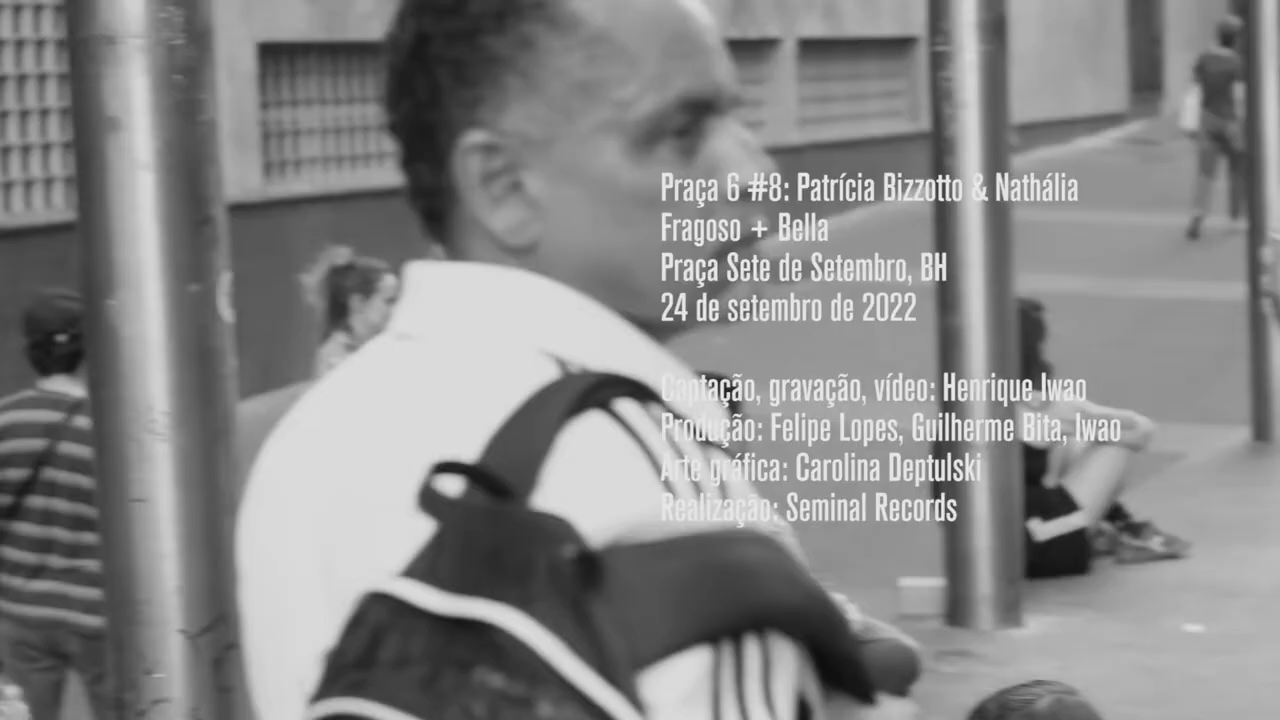 Praça 6 #8: Patrícia Bizzotto & Nathália
Fragoso + Bella
Praça Sete de Setembro, BH
24 de setembro de 2022
Captação, gravação, vídeo: Henrique Iwao
Produção: Felipe Lopes, Guilherme Bita, Iwao
Arte gráfica: Carolina Deptulski
Realização: Seminal Records